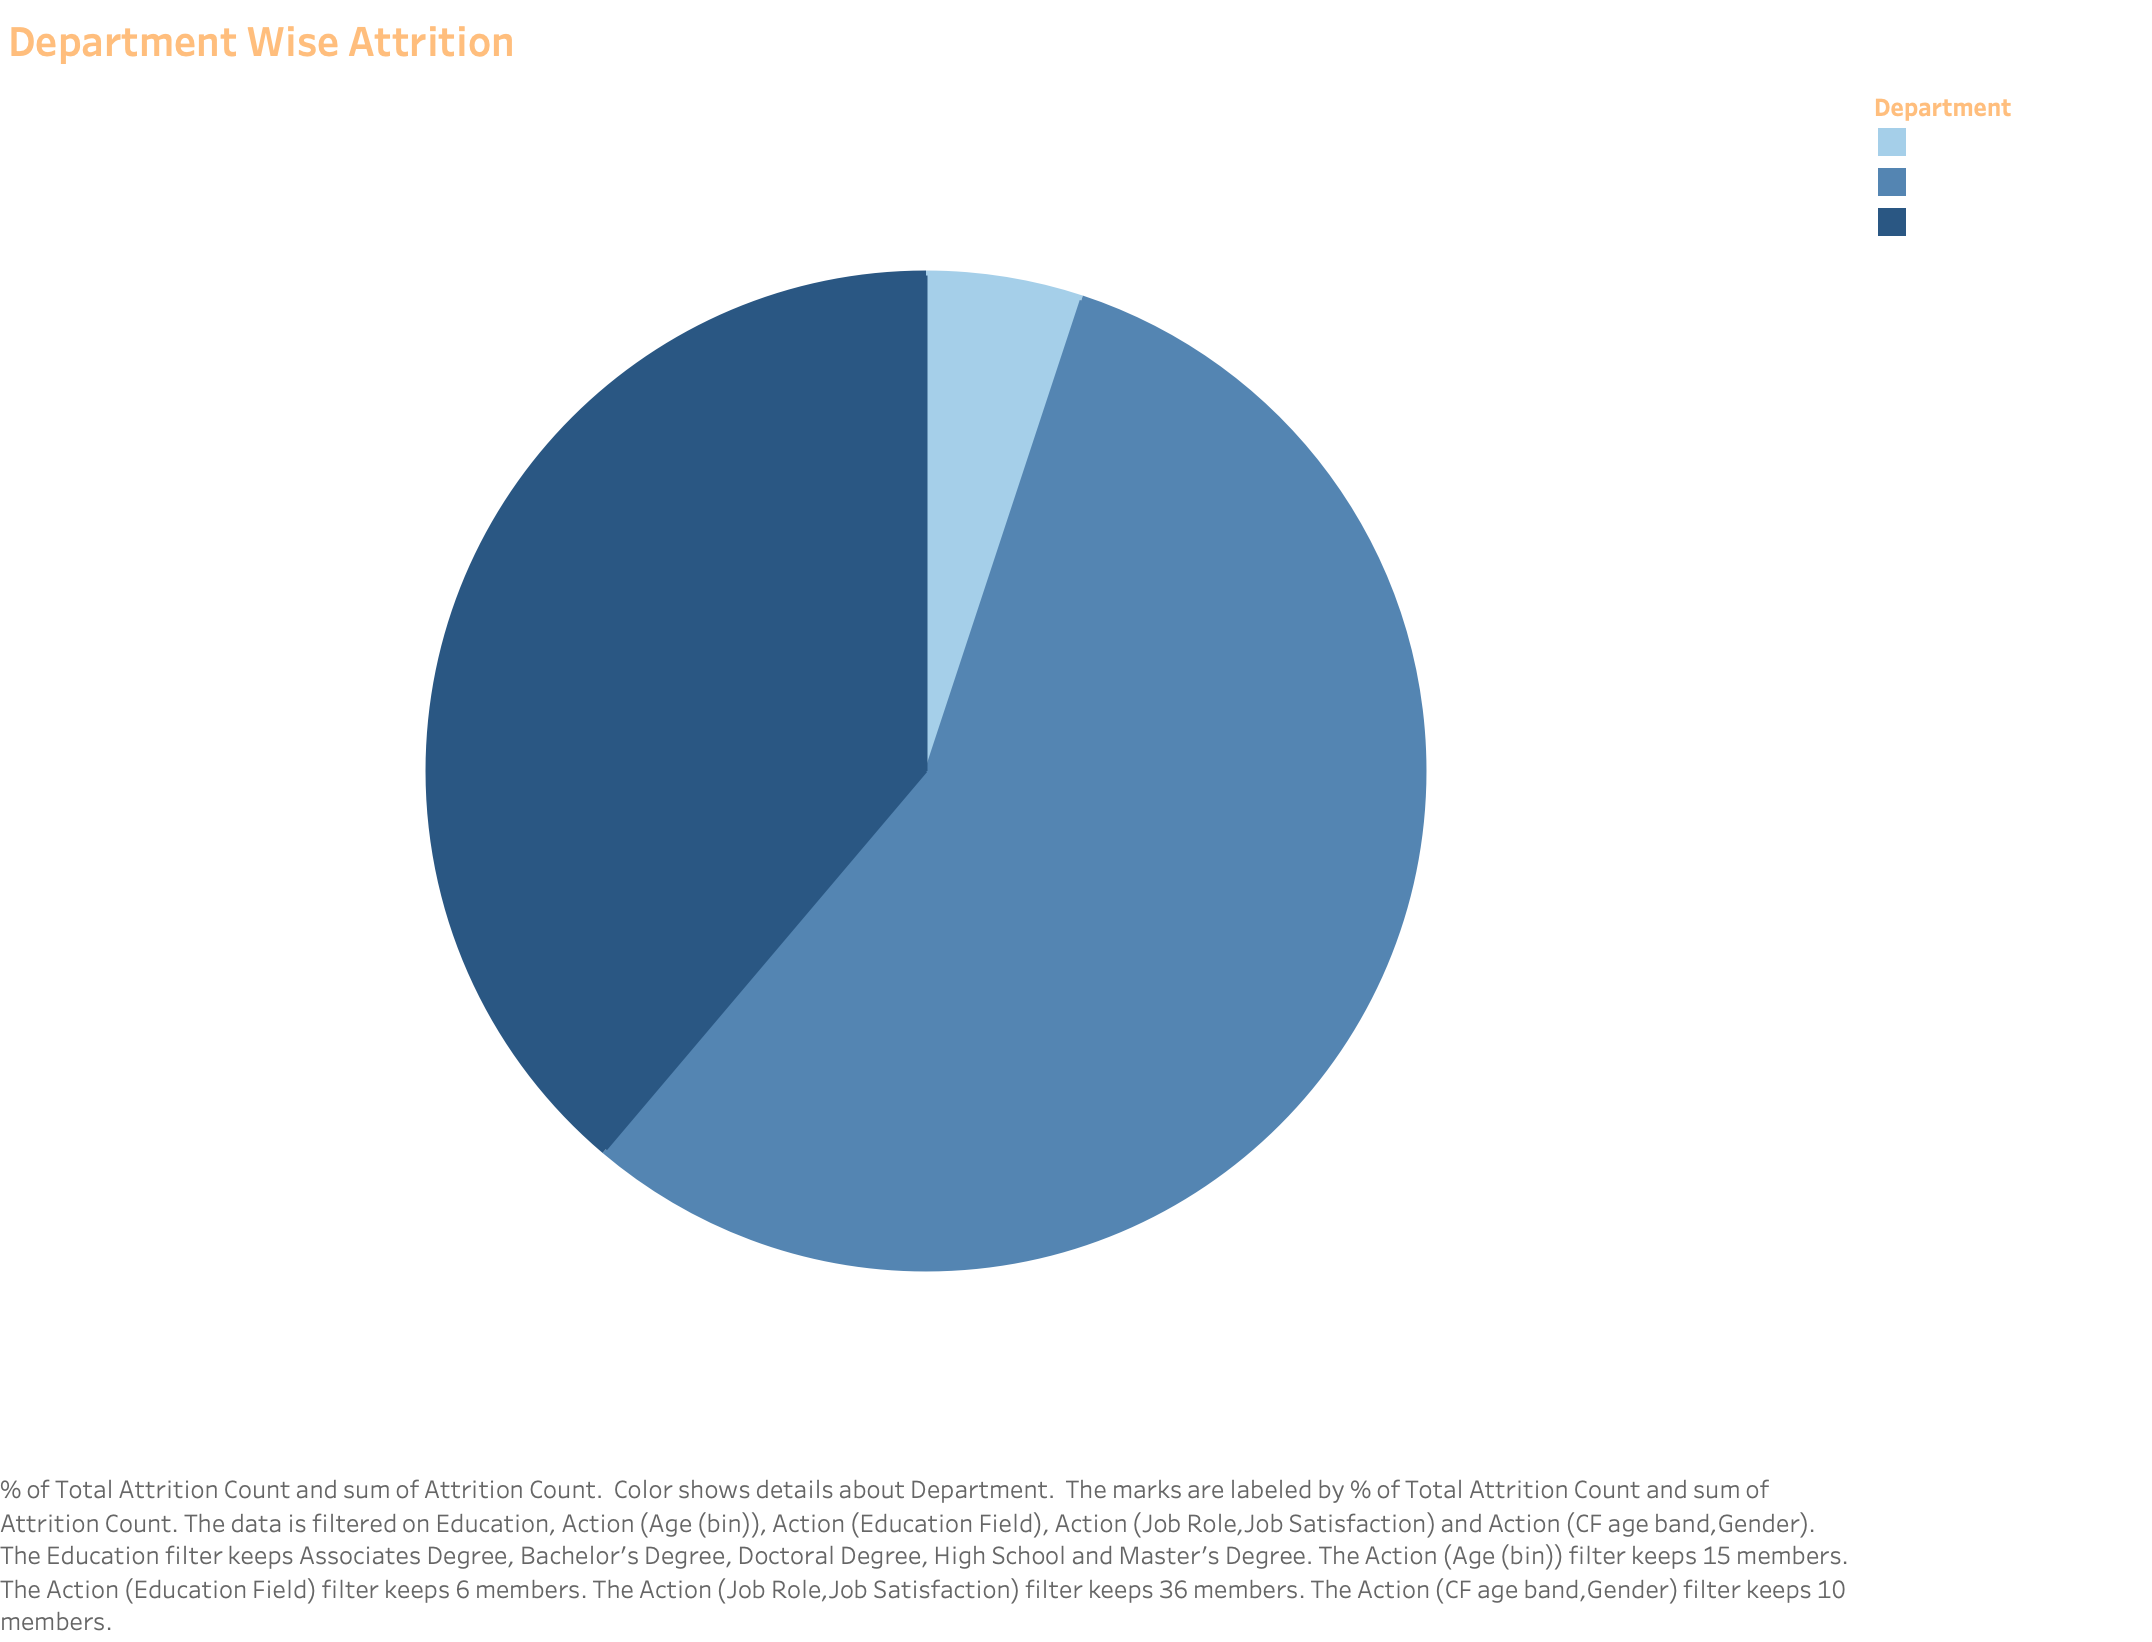 Department Wise Attrition
Department
% of Total Attrition Count and sum of Attrition Count.  Color shows details about Department.  The marks are labeled by % of Total Attrition Count and sum of
Attrition Count. The data is filtered on Education, Action (Age (bin)), Action (Education Field), Action (Job Role,Job Satisfaction) and Action (CF age band,Gender).
The Education filter keeps Associates Degree, Bachelor’s Degree, Doctoral Degree, High School and Master’s Degree. The Action (Age (bin)) filter keeps 15 members.
The Action (Education Field) filter keeps 6 members. The Action (Job Role,Job Satisfaction) filter keeps 36 members. The Action (CF age band,Gender) filter keeps 10
members.